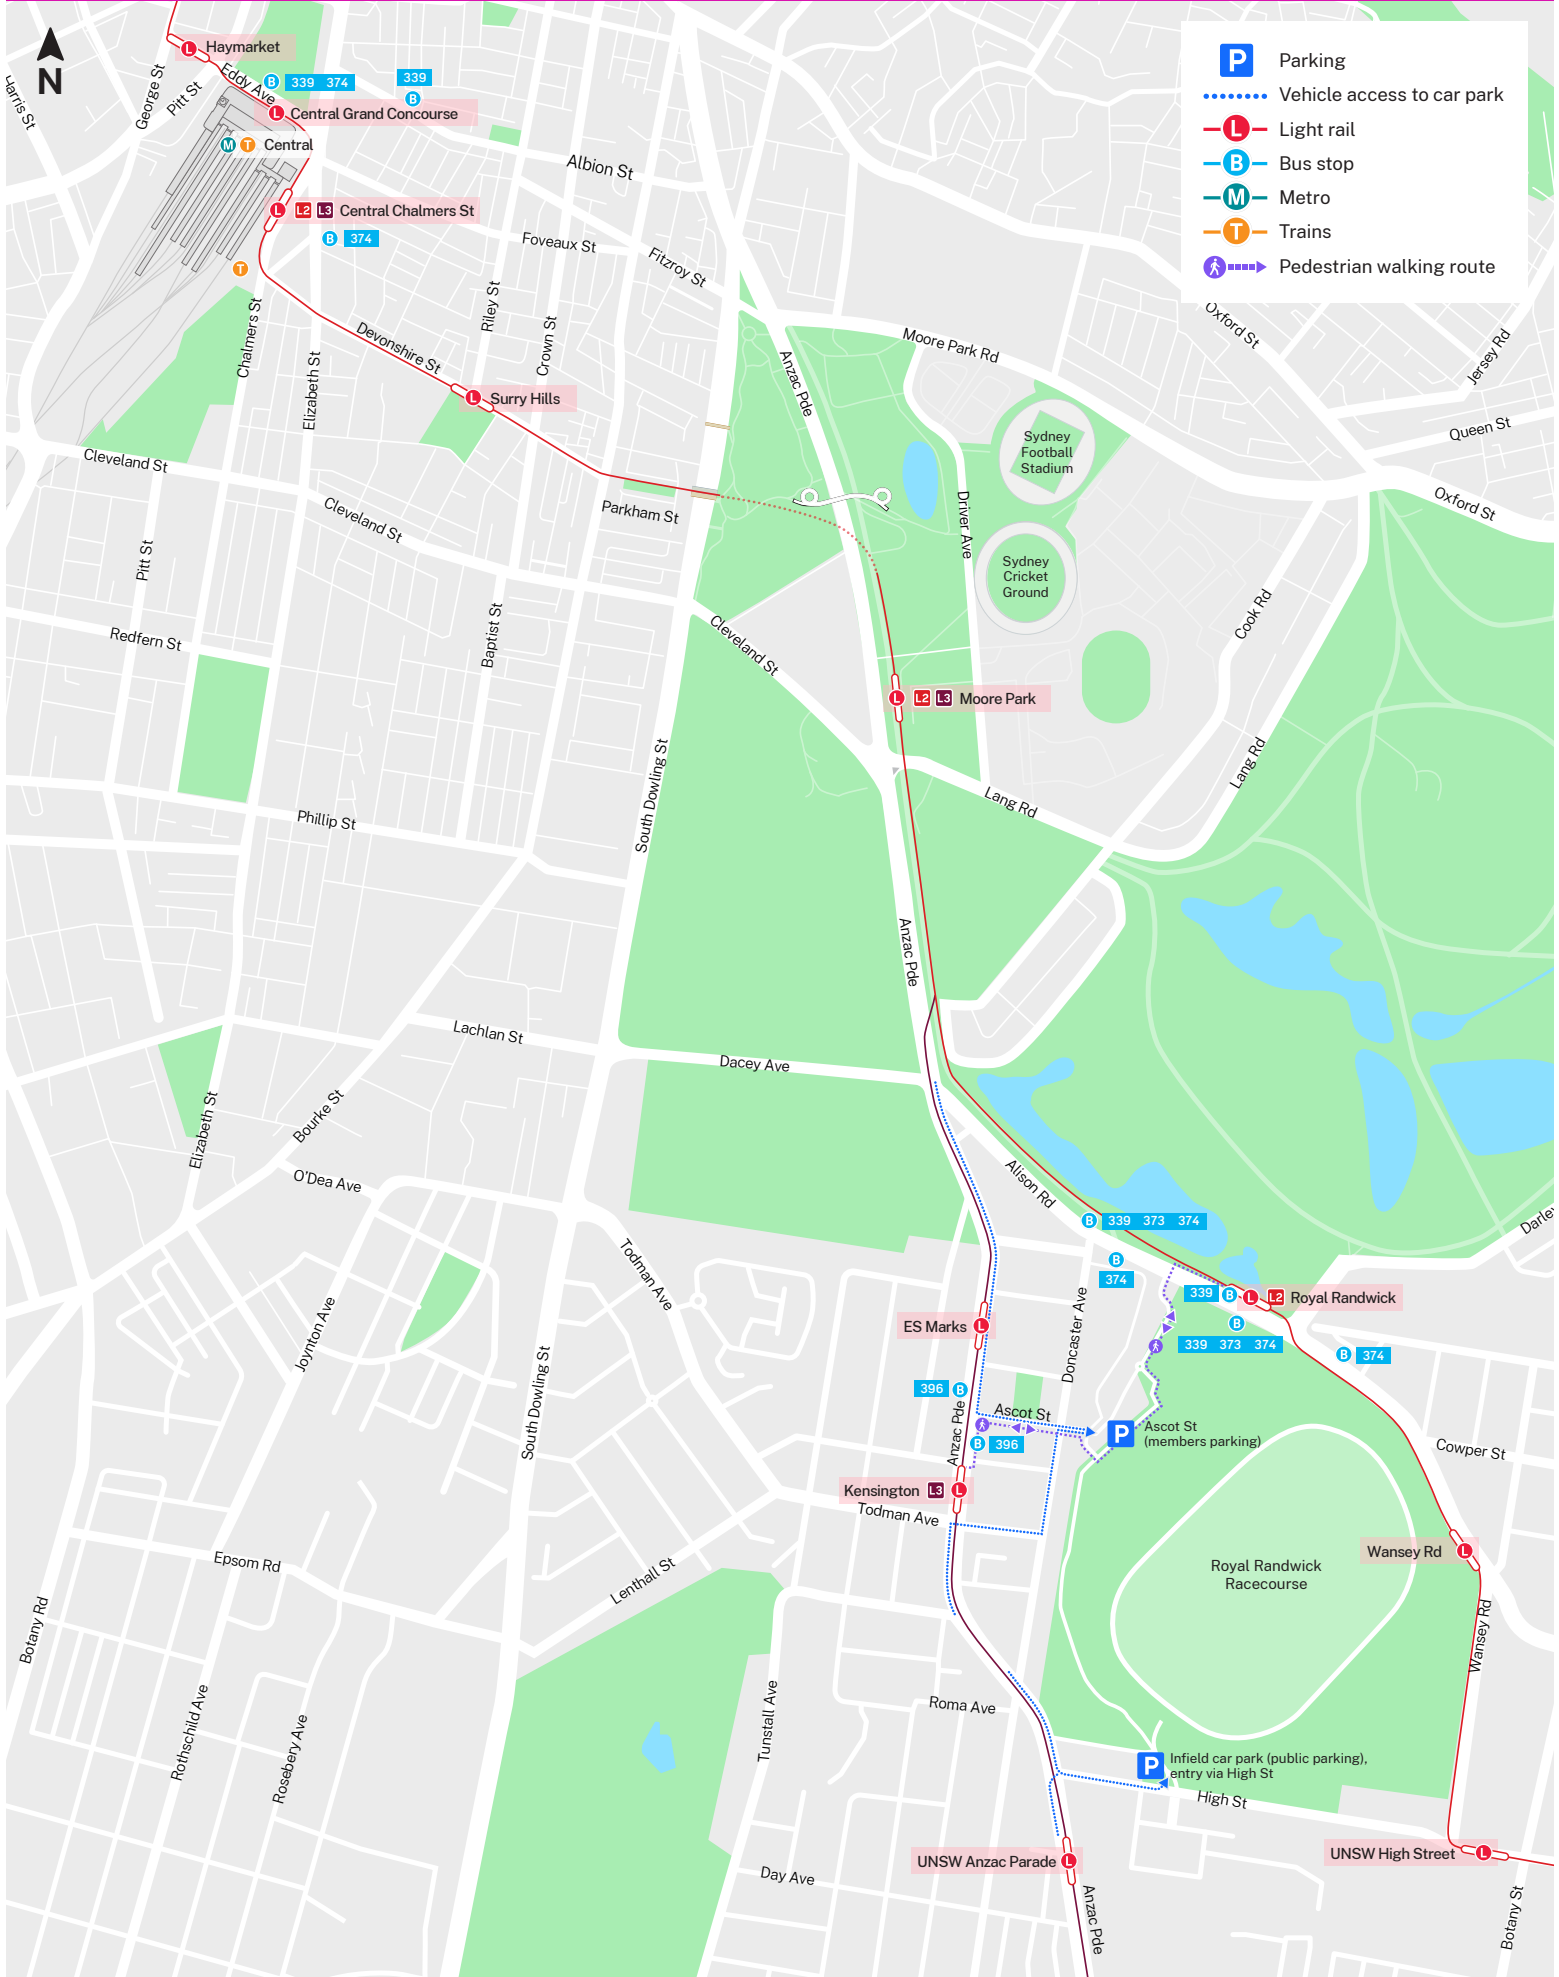 N
Haymarket
George St
Pitt St
Harris St
Eddy Ave
B 339 374
339
B
L Central Grand Concourse
M T Central
L L2 L3 Central Chalmers St
B 374
T
Albion St
Foveaux St
Fitzroy St
Riley St
Crown St
Chalmers St
Elizabeth St
Devonshire St
L Surry Hills
Cleveland St
Cleveland St
Parkham St
Pitt St
Redfern St
Baptist St
Phillip St
South Dowling St
P Parking
Vehicle access to car park
L Light rail
B Bus stop
M Metro
T Trains
Pedestrian walking route
Oxford St
Moore Park Rd
Anzac Pde
Jersey Rd
Queen St
Oxford St
Sydney
Football
Stadium
Driver Ave
Sydney
Cricket
Ground
Cook Rd
Cleveland St
L L2 L3 Moore Park
Lang Rd
Lang Rd
Anzac Pde
Lachlan St
Dacey Ave
Elizabeth St
Bourke St
O'Dea Ave
Alison Rd
B 339 373 374
Darley
B
374
339 B L L2 Royal Randwick
B
339 373 374
B 374
Todman Ave
Joynton Ave
South Dowling St
Doncaster Ave
ES Marks L
396 B
Anzac Pde
Ascot St
B 396
P Ascot St
(members parking)
Cowper St
Kensington L3 L
Todman Ave
Wansey Rd L
Royal Randwick
Racecourse
Epsom Rd
Lenthall St
Botany Rd
Wansey Rd
Rothschild Ave
Rosebery Ave
Tunstall Ave
Roma Ave
P Infield car park (public parking),
entry via High St
High St
UNSW Anzac Parade L
UNSW High Street L
Day Ave
Anzac Pde
Botany St